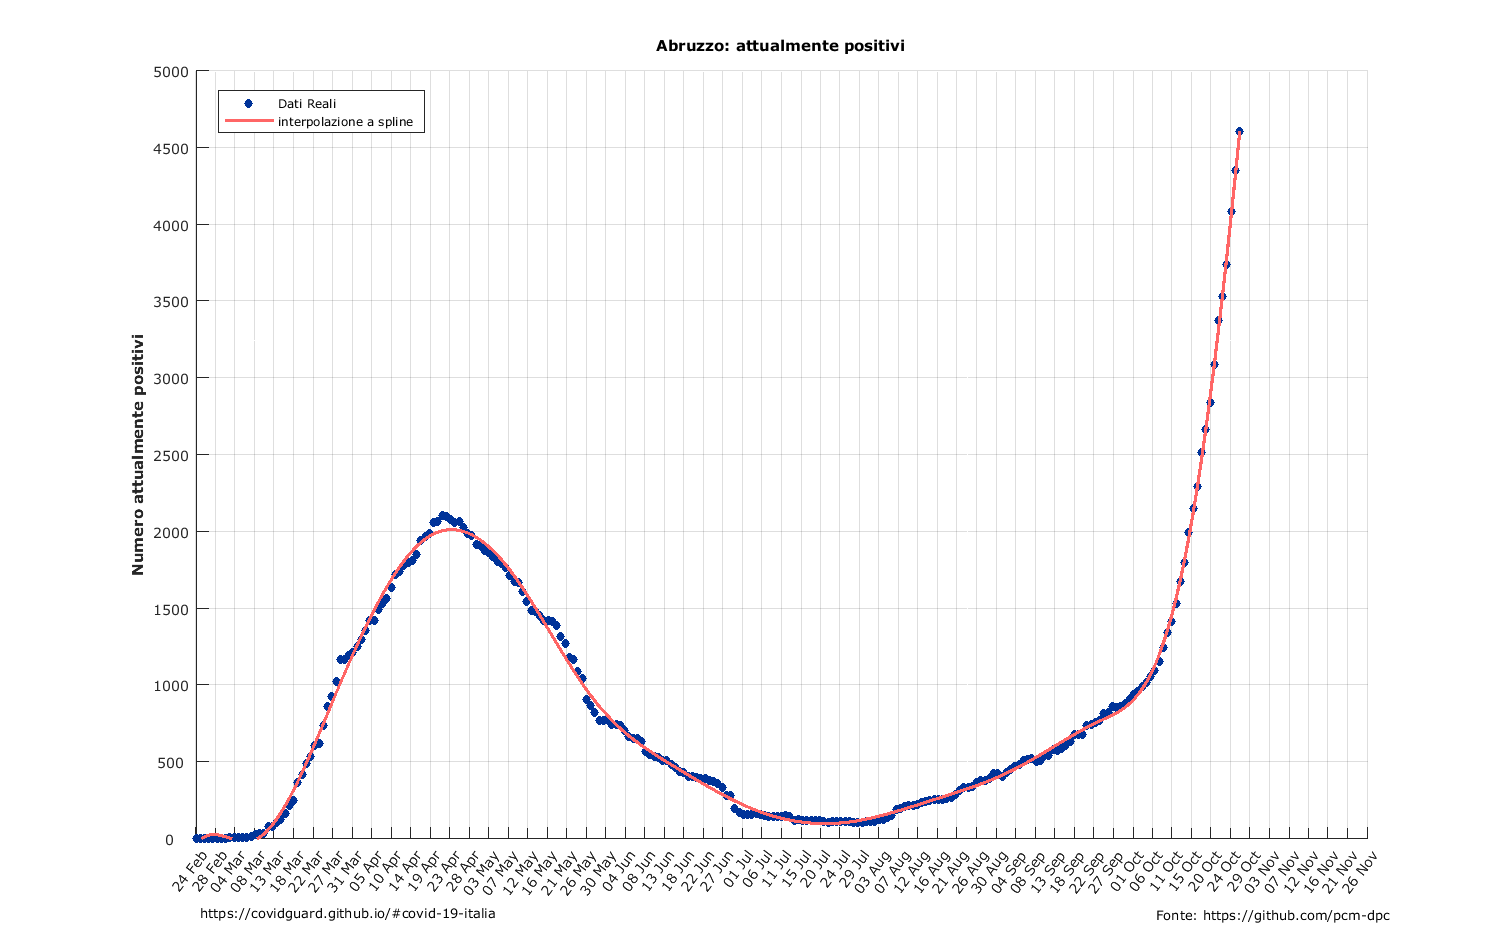 Abruzzo: attualmente positivi
5000
Dati Reali
interpolazione a spline
4500
4000
3500
3000
2500
2000
1500
1000
500
0
Numero attualmente positivi
24 Feb
28 Feb
04 Mar
08 Mar
13 Mar
18 Mar
22 Mar
27 Mar
31 Mar
05 Apr
10 Apr
14 Apr
19 Apr
23 Apr
28 Apr
03 May
07 May
12 May
16 May
21 May
26 May
30 May
04 Jun
08 Jun
13 Jun
18 Jun
22 Jun
27 Jun
01 Jul
06 Jul
11 Jul
15 Jul
20 Jul
24 Jul
29 Jul
03 Aug
07 Aug
12 Aug
16 Aug
21 Aug
26 Aug
30 Aug
04 Sep
08 Sep
13 Sep
18 Sep
22 Sep
27 Sep
01 Oct
06 Oct
11 Oct
15 Oct
20 Oct
24 Oct
29 Oct
03 Nov
07 Nov
12 Nov
16 Nov
21 Nov
26 Nov
https://covidguard.github.io/#covid-19-italia
Fonte: https://github.com/pcm-dpc